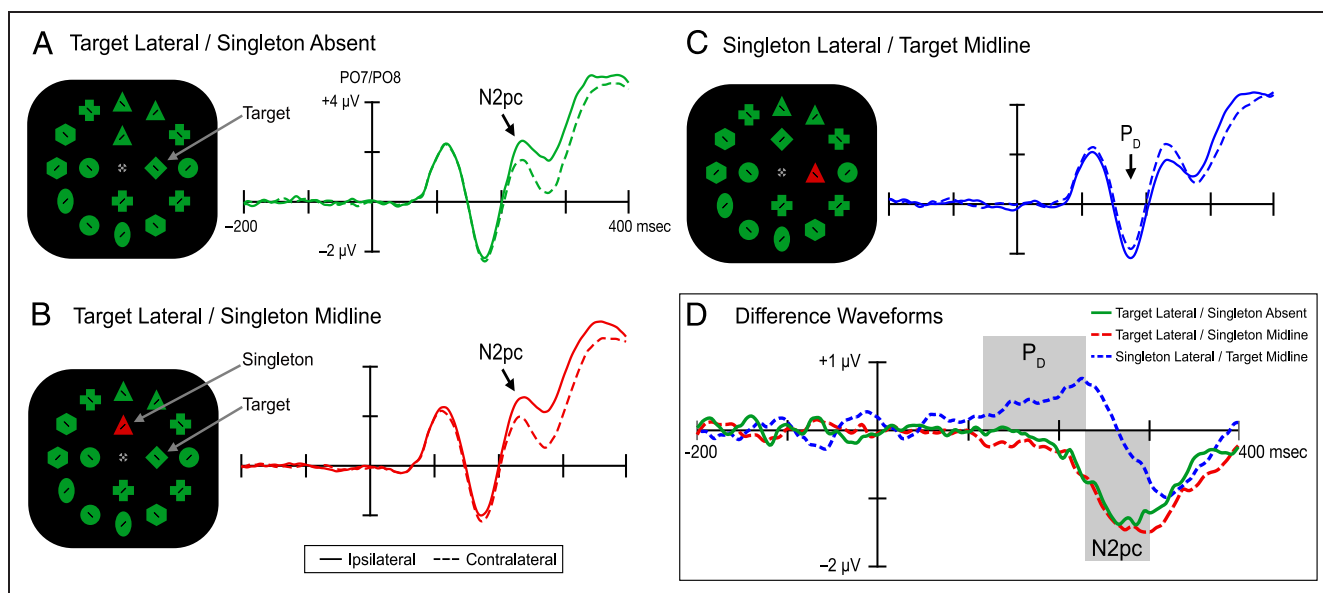 A Target Lateral / Singleton Absent
PO7/PO8
+4 µV
N2pc
Target
-200
400 msec
−2 µV
B Target Lateral / Singleton Midline
Singleton
Target
N2pc
Ipsilateral
Contralateral
C Singleton Lateral / Target Midline
P_D
D Difference Waveforms
Target Lateral / Singleton Absent
Target Lateral / Singleton Midline
Singleton Lateral / Target Midline
+1 µV
P_D
-200
400 msec
N2pc
−2 µV